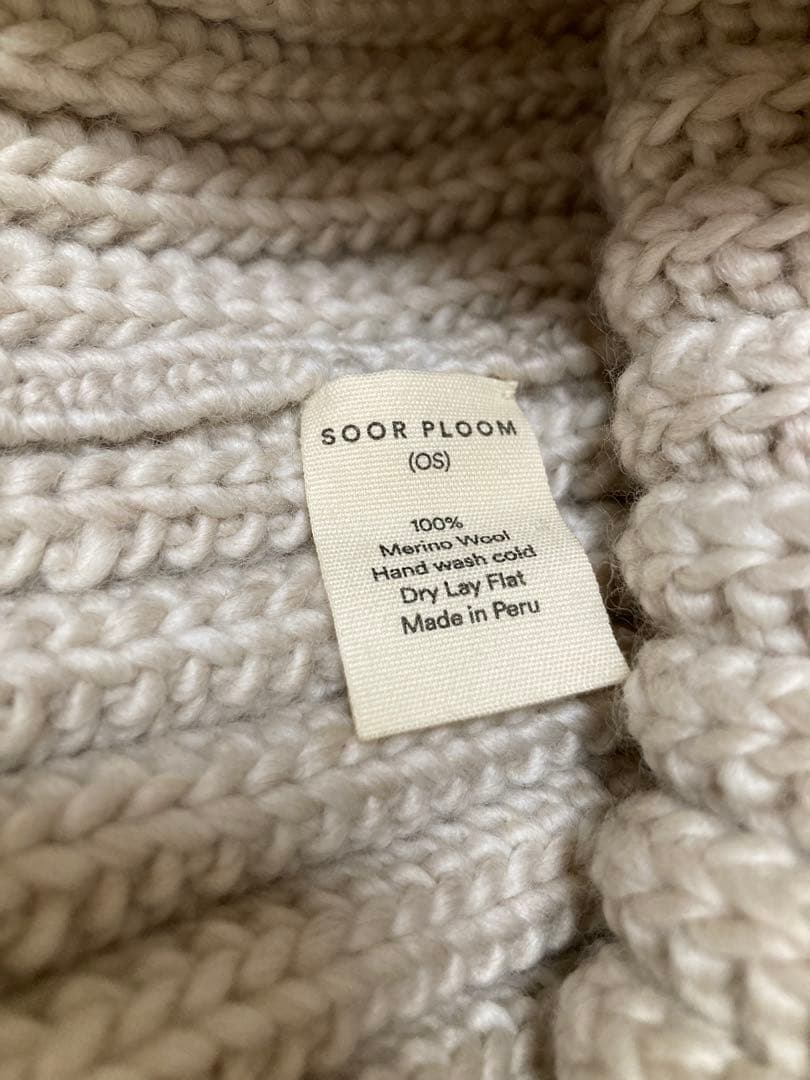 SOOR PLOOM
(OS)
100%
Merino Wool
Hand wash cold
Dry Lay Flat
Made in Peru